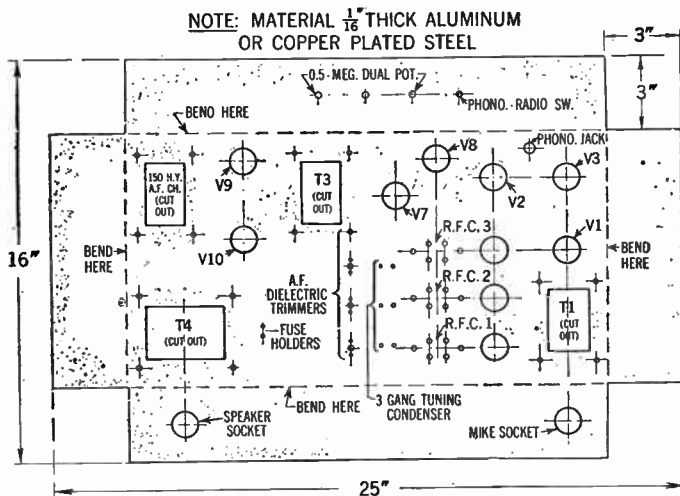 NOTE: MATERIAL 1/16" THICK ALUMINUM
OR COPPER PLATED STEEL
3"
3"
0.5-MEG. DUAL POT.
PHONO.-RADIO SW.
BEND HERE
PHONO. JACK
V8
V3
150 H.Y.
A.F. CH.
(CUT
OUT)
V9
T3
(CUT
OUT)
V7
V2
16"
BEND
HERE
V10
R.F.C. 3
V1
BEND
HERE
A.F.
DIELECTRIC
TRIMMERS
R.F.C. 2
T4
(CUT OUT)
FUSE
HOLDERS
R.F.C. 1
T1
(CUT
OUT)
BEND HERE
3 GANG TUNING
CONDENSER
SPEAKER
SOCKET
MIKE SOCKET
25"